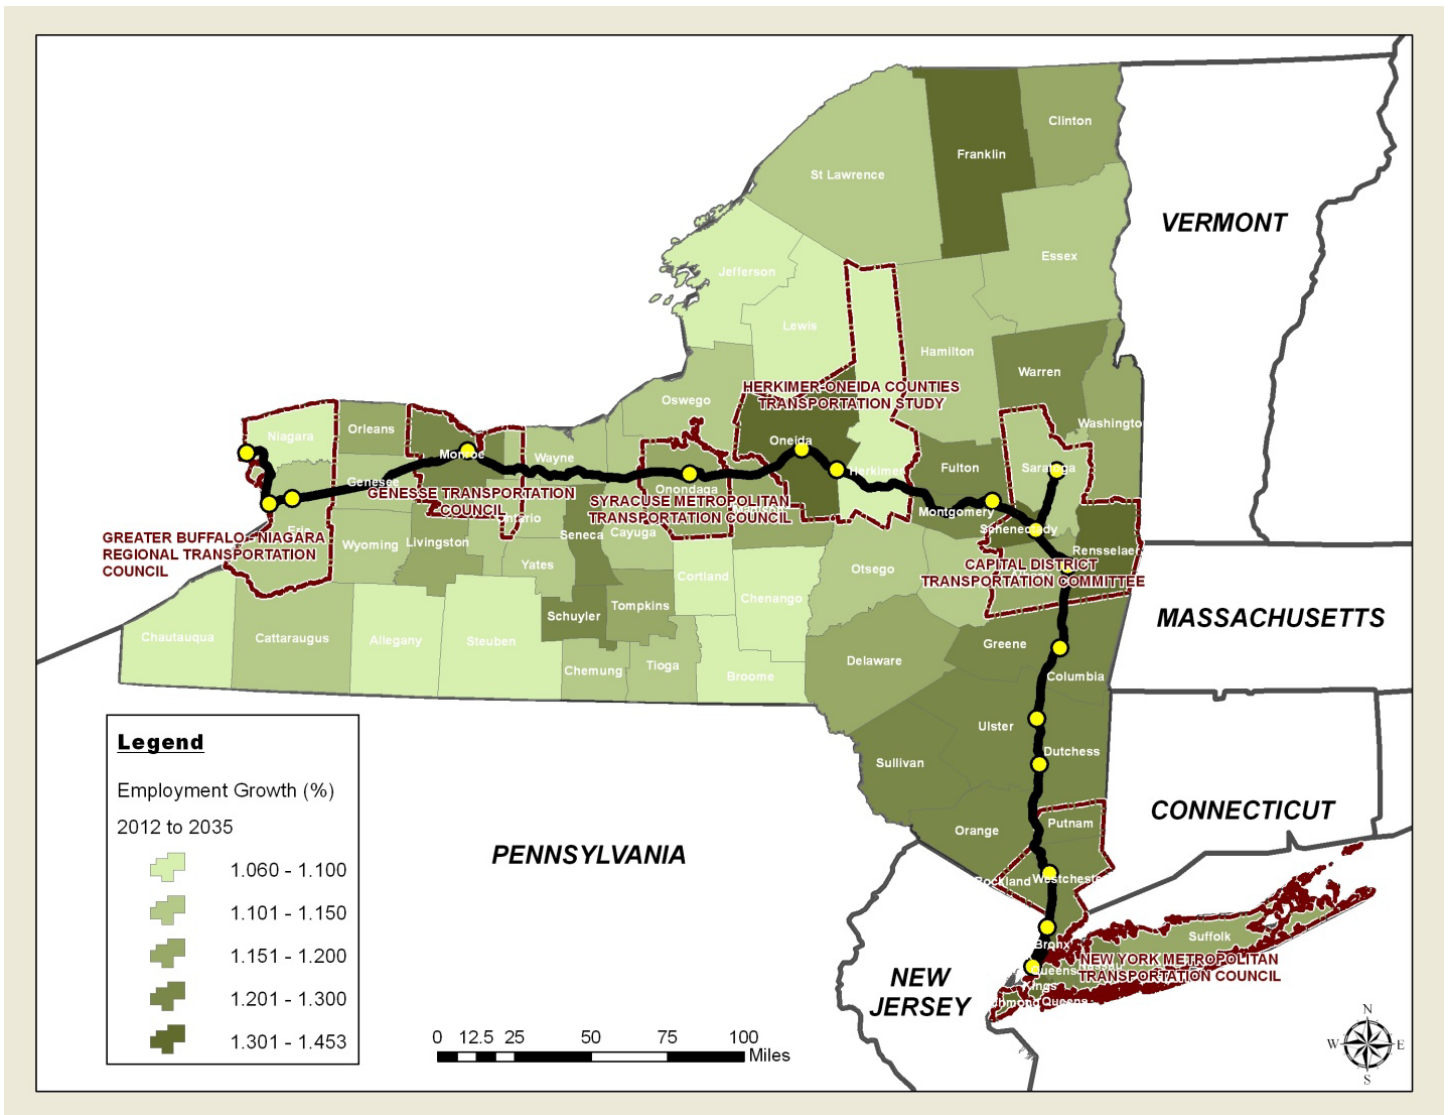 Clinton
Franklin
St Lawrence
VERMONT
Essex
Jefferson
Lewis
Hamilton
Warren
HERKIMER-ONEIDA COUNTIES
TRANSPORTATION STUDY
Oswego
Washingto
Niagara
Orleans
Monroe
Wayne
Oneida
Herkimer
Fulton
Saratoga
Genesee
GENESSE TRANSPORTATION
COUNCIL
Onondaga
SYRACUSE METROPOLITAN
TRANSPORTATION COUNCIL
Madison
Montgomery
Schenectady
Erie
Ontario
GREATER BUFFALO - NIAGARA
REGIONAL TRANSPORTATION
COUNCIL
Wyoming
Livingston
Seneca
Cayuga
Yates
Otsego
Rensselaer
CAPITAL DISTRICT
TRANSPORTATION COMMITTEE
Cortland
Chenango
Schuyler
Tompkins
MASSACHUSETTS
Chautauqua
Cattaraugus
Allegany
Steuben
Chemung
Tioga
Broome
Delaware
Greene
Columbia
Ulster
Dutchess
Sullivan
Orange
Putnam
CONNECTICUT
PENNSYLVANIA
Rockland
Westcheste
Suffolk
Bronx
NEW YORK METROPOLITAN
TRANSPORTATION COUNCIL
Queens
Kings
Queens
NEW
JERSEY
Legend
Employment Growth (%)
2012 to 2035
1.060 - 1.100
1.101 - 1.150
1.151 - 1.200
1.201 - 1.300
1.301 - 1.453
0 12.5 25 50 75 100
Miles
N
W E
S